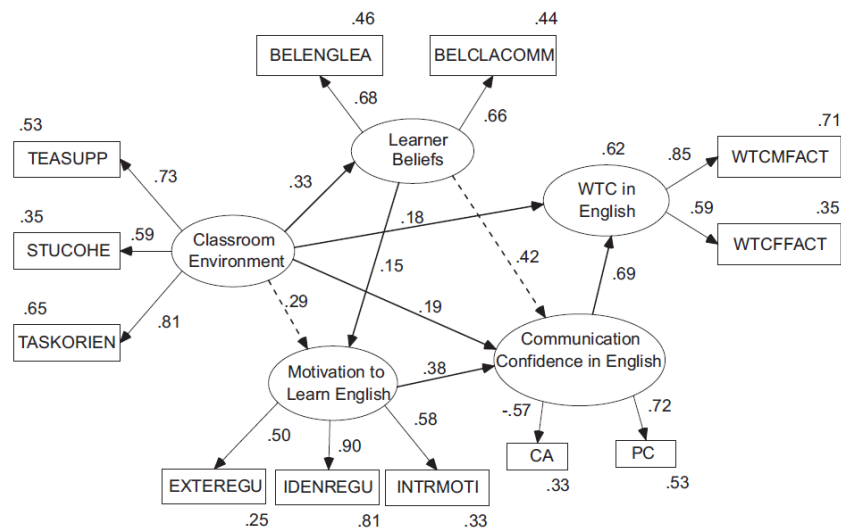 .46
.44
BELENGLEA
BELCLACOMM
.68
.66
.53
TEASUPP
.73
Learner
Beliefs
.62
.71
.85
WTCMFACT
.33
WTC in
English
.35
STUCOHE
.59
Classroom
Environment
.18
.59
.35
WTCFFACT
.15
.42
.69
.65
TASKORIEN
.81
.29
.19
Communication
Confidence in English
Motivation to
Learn English
.38
.50
.90
.58
-.57
.72
CA
PC
.33
.53
EXTEREGU
IDENREGU
INTRMOTI
.25
.81
.33